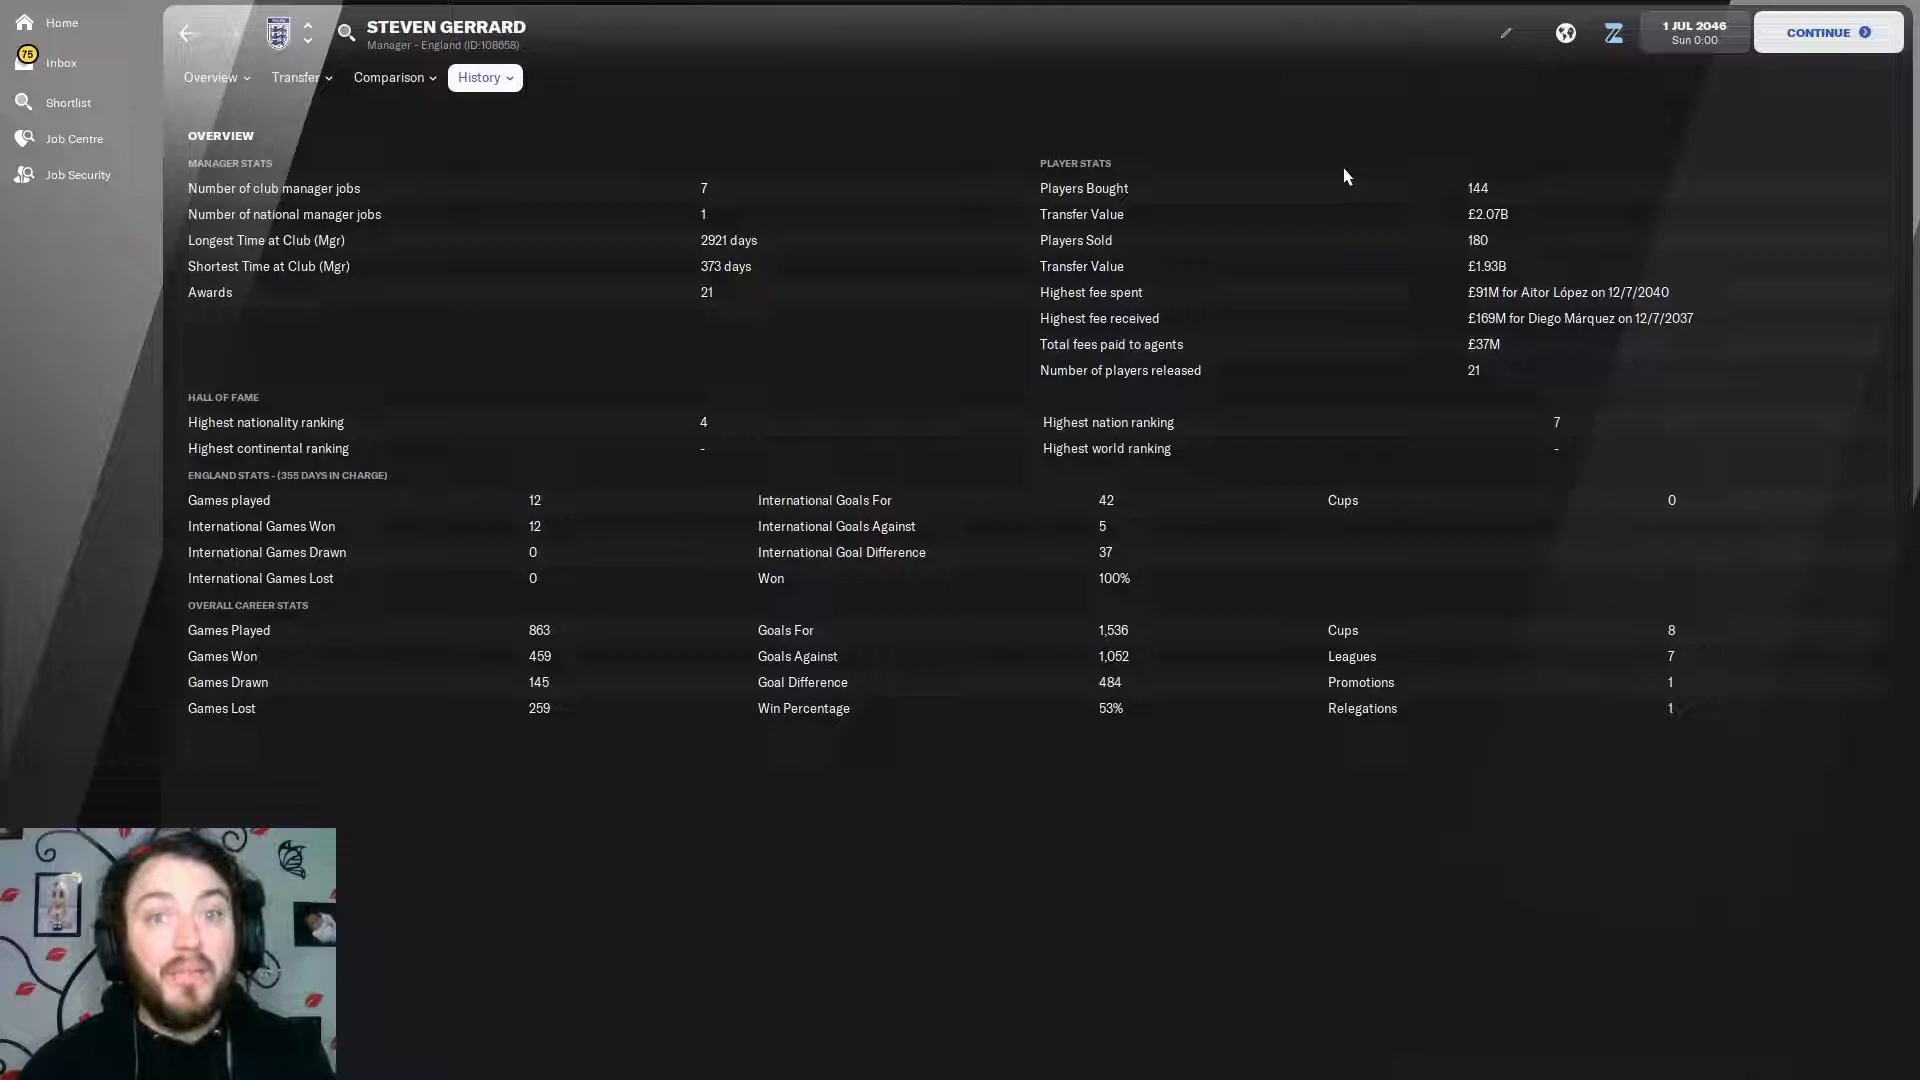 Home
75
Inbox
Shortlist
Job Centre
Job Security
STEVEN GERRARD
Manager - England (ID:108658)
1 JUL 2046
Sun 0:00
CONTINUE
Overview Transfer Comparison History
OVERVIEW
MANAGER STATS
Number of club manager jobs 7
Number of national manager jobs 1
Longest Time at Club (Mgr) 2921 days
Shortest Time at Club (Mgr) 373 days
Awards 21
PLAYER STATS
Players Bought 144
Transfer Value £2.07B
Players Sold 180
Transfer Value £1.93B
Highest fee spent £91M for Aitor López on 12/7/2040
Highest fee received £169M for Diego Márquez on 12/7/2037
Total fees paid to agents £37M
Number of players released 21
HALL OF FAME
Highest nationality ranking 4 Highest nation ranking 7
Highest continental ranking - Highest world ranking -
ENGLAND STATS - (355 DAYS IN CHARGE)
Games played 12 International Goals For 42 Cups 0
International Games Won 12 International Goals Against 5
International Games Drawn 0 International Goal Difference 37
International Games Lost 0 Won 100%
OVERALL CAREER STATS
Games Played 863 Goals For 1,536 Cups 8
Games Won 459 Goals Against 1,052 Leagues 7
Games Drawn 145 Goal Difference 484 Promotions 1
Games Lost 259 Win Percentage 53% Relegations 1